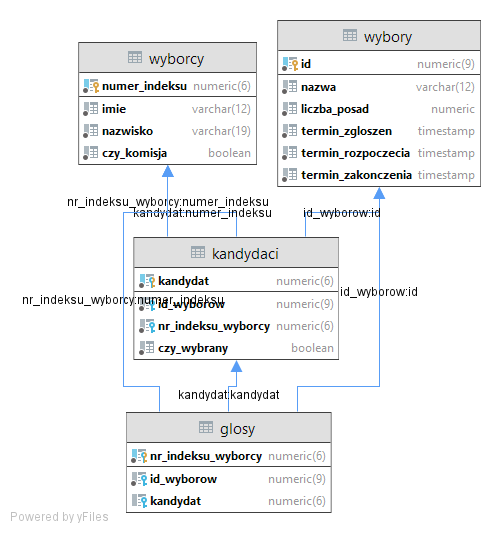 wybory
id numeric(9)
nazwa varchar(12)
liczba_posad numeric
termin_zgloszen timestamp
termin_rozpoczecia timestamp
termin_zakonczenia timestamp
wyborcy
numer_indeksu numeric(6)
imie varchar(12)
nazwisko varchar(19)
czy_komisja boolean
nr_indeksu_wyborcy:numer_indeksu
kandydat:numer_indeksu
id_wyborow:id
kandydaci
kandydat numeric(6)
id_wyborow numeric(9)
nr_indeksu_wyborcy numeric(6)
czy_wybrany boolean
nr_indeksu_wyborcy:numer_indeksu
id_wyborow:id
kandydat:kandydat
glosy
nr_indeksu_wyborcy numeric(6)
id_wyborow numeric(9)
kandydat numeric(6)
Powered by yFiles